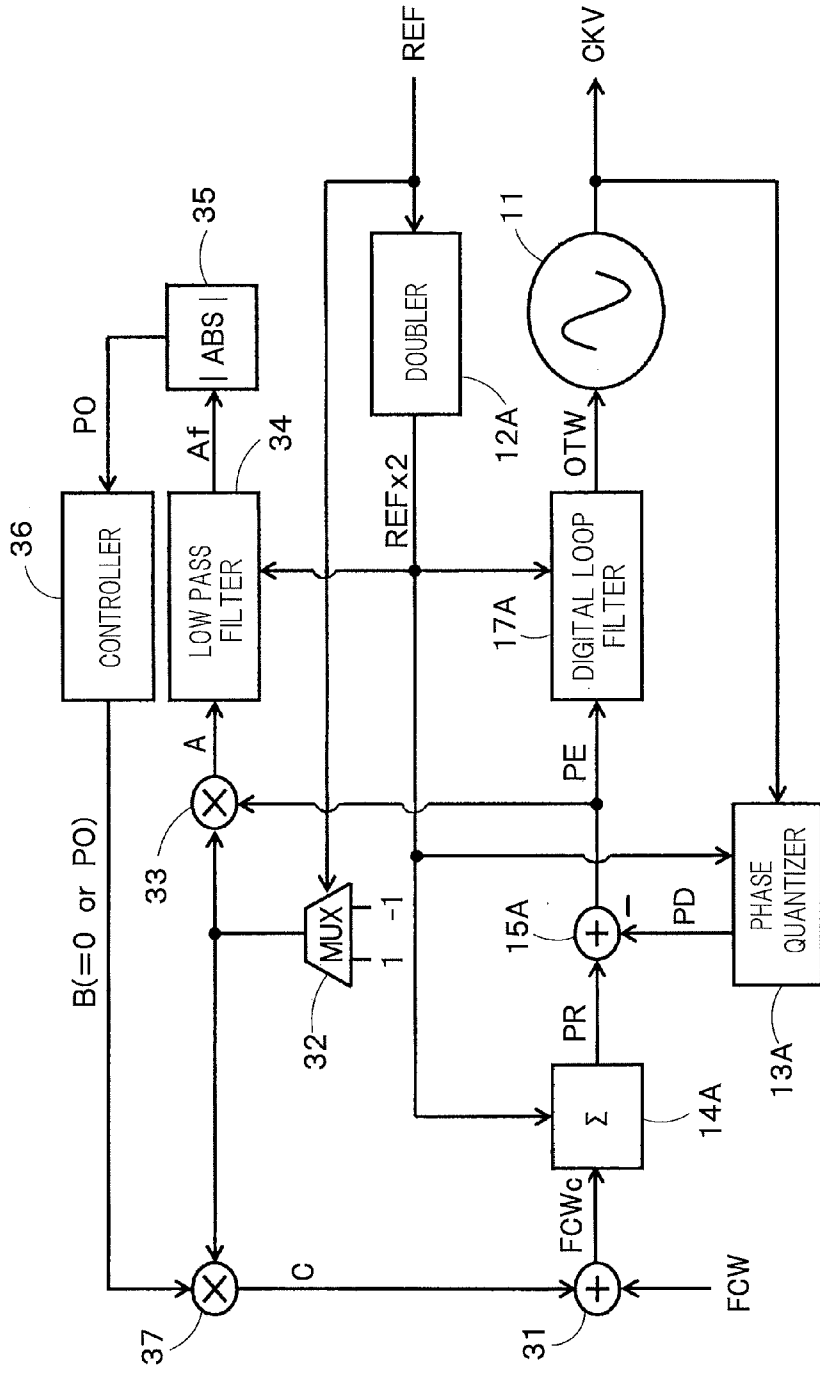 36
CONTROLLER
PO
35
| ABS |
B(=0 or PO)
33
A
LOW PASS
FILTER
34
Af
37
C
32
MUX
1
-1
REFx2
DOUBLER
12A
REF
31
FCW
FCWc
Σ
14A
PR
15A
+
−
PE
17A
DIGITAL LOOP
FILTER
OTW
11
CKV
PD
13A
PHASE
QUANTIZER
×
×
+